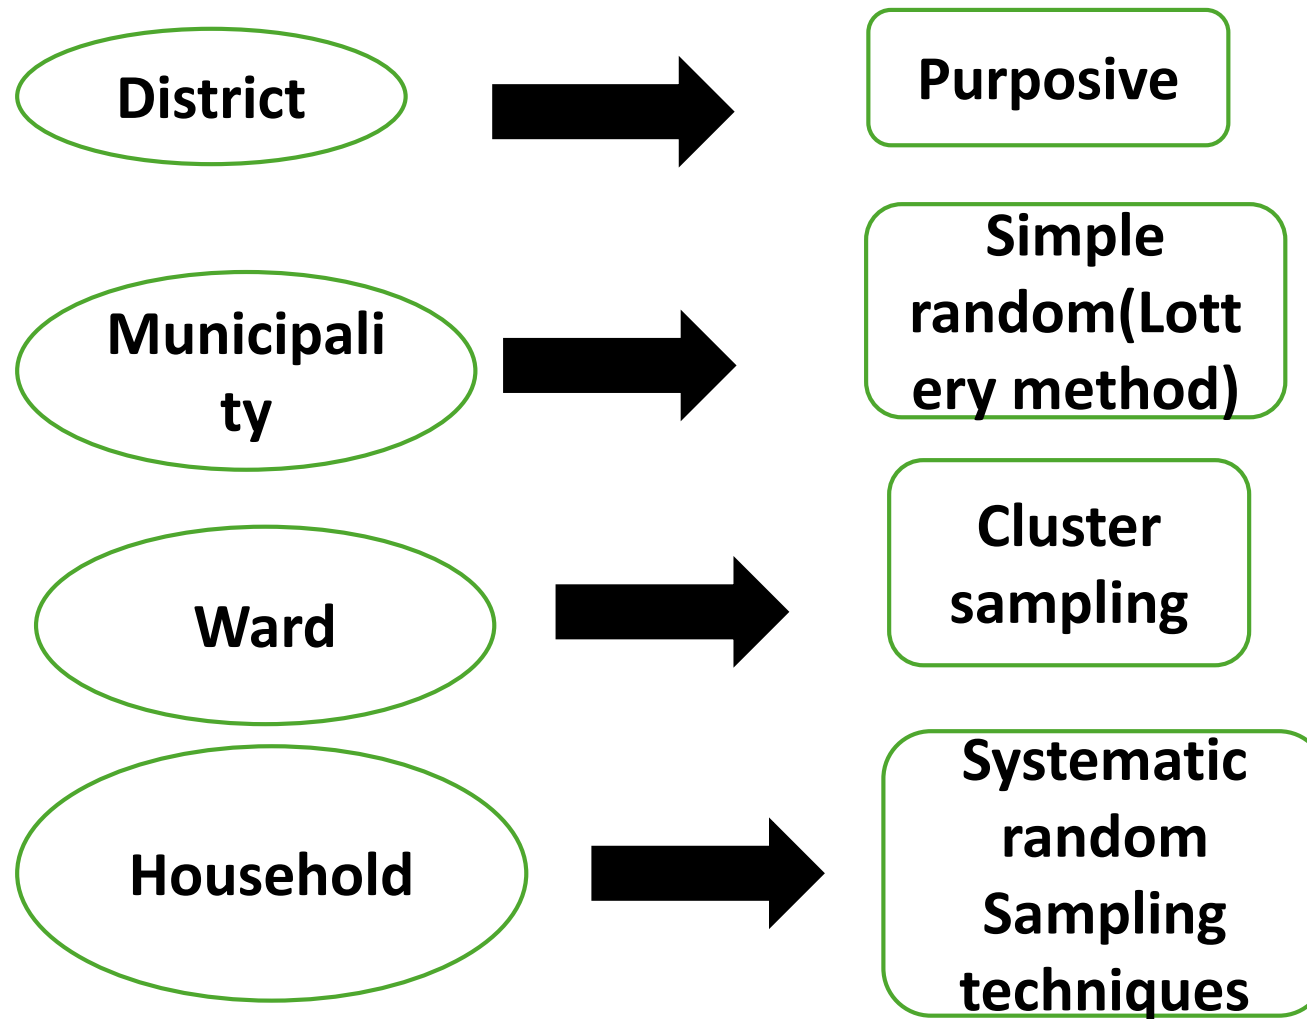 District
Purposive
Municipali
ty
Simple
random(Lott
ery method)
Ward
Cluster
sampling
Household
Systematic
random
Sampling
techniques